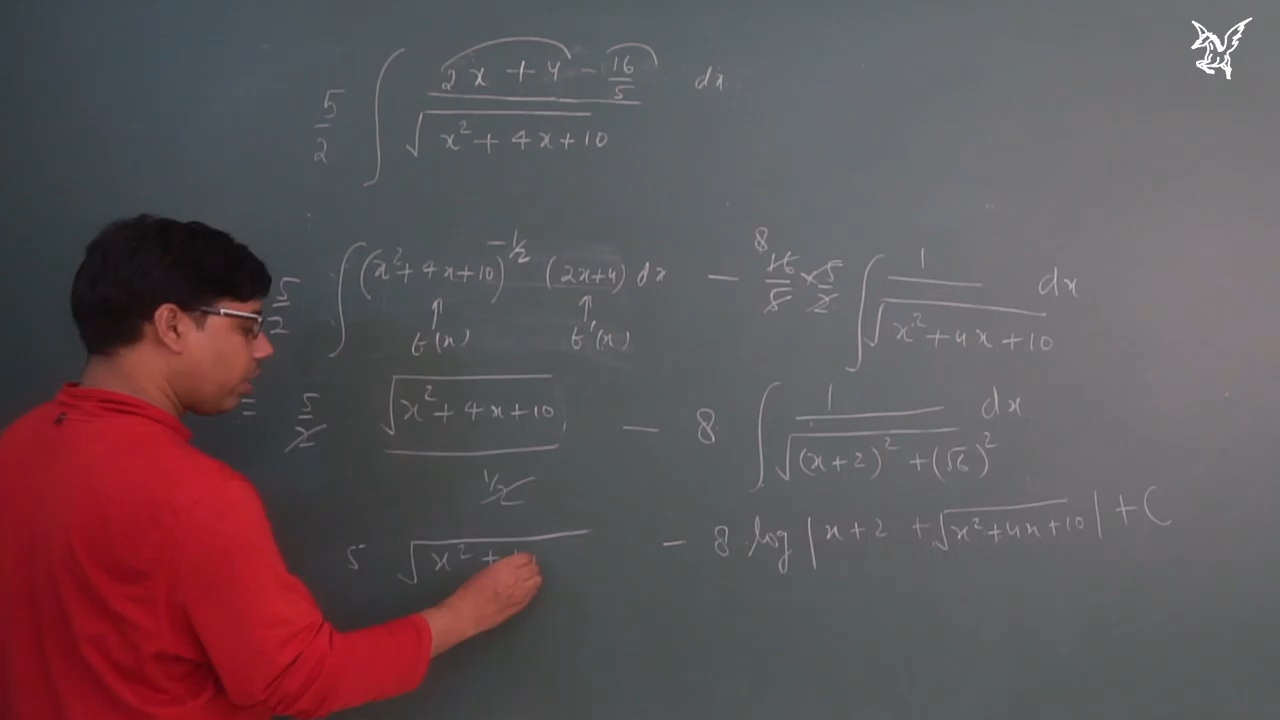 5/2 ∫ (2x + 4 - 16/5) / √(x² + 4x + 10) dx
5/2 ∫ (x² + 4x + 10)^(-1/2) (2x+4) dx - 8 16/5 × 5/2 ∫ 1/√(x² + 4x + 10) dx
↑ ↑
f(x) f'(x)
= 5/2 √(x² + 4x + 10) / (1/2) - 8 ∫ 1/√((x+2)² + (√6)²) dx
5 √(x² + - 8 log |x+2 + √(x² + 4x + 10)| + C